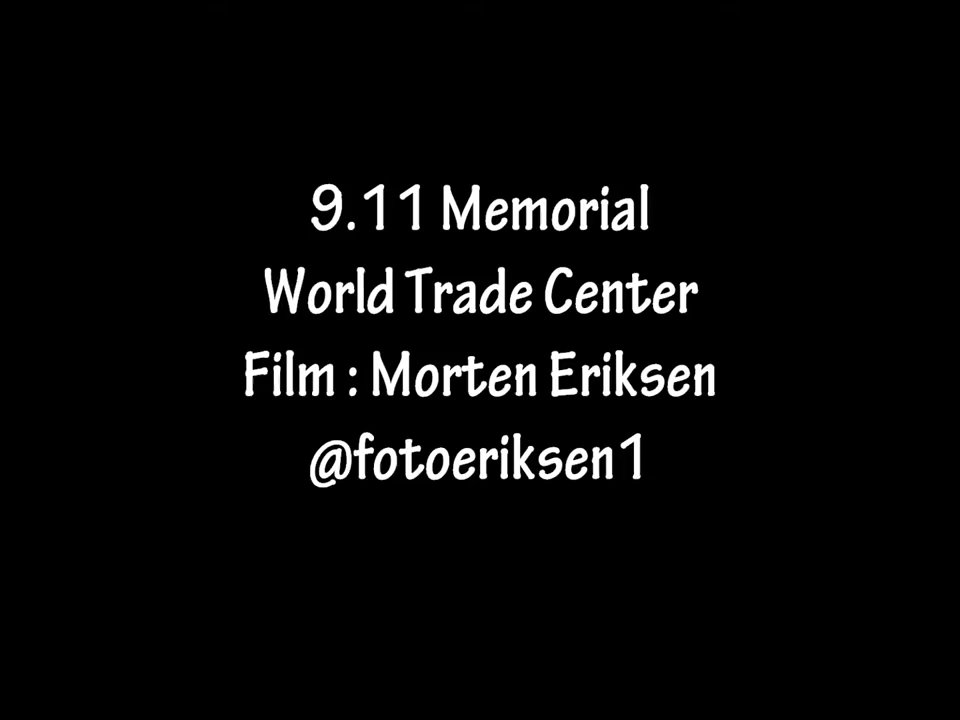 9.11 Memorial
World Trade Center
Film : Morten Eriksen
@fotoeriksen1